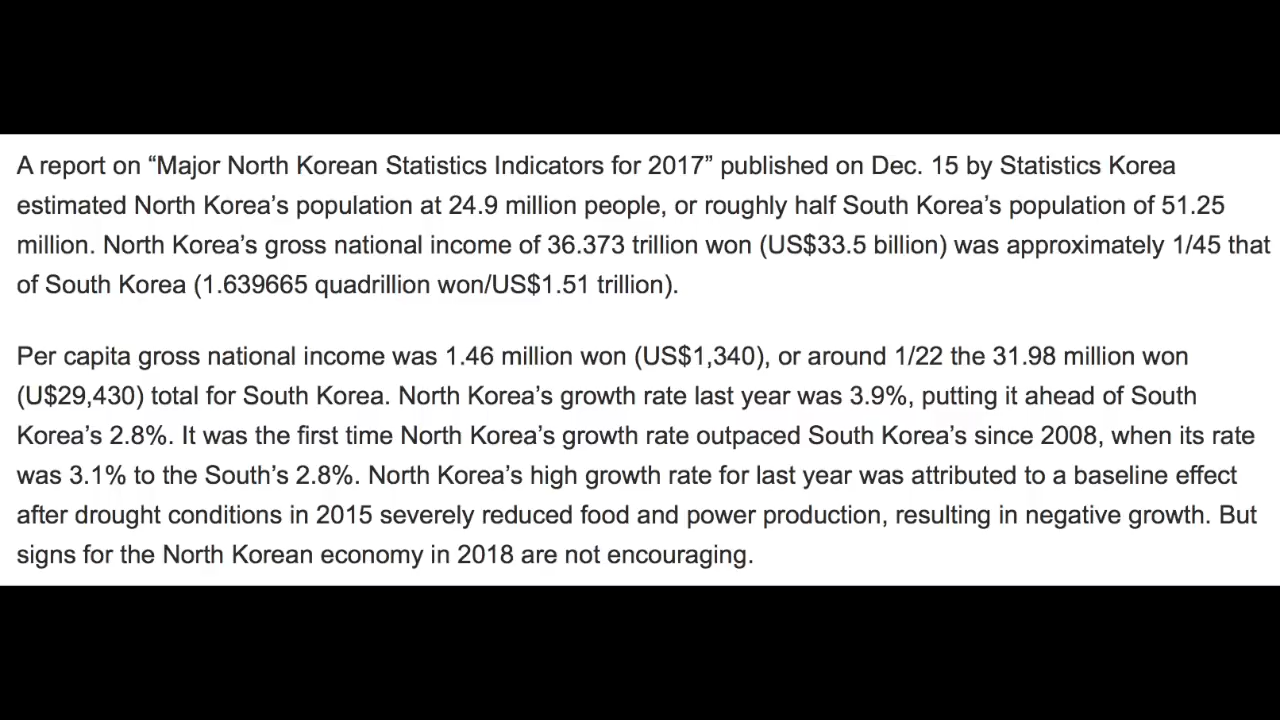 A report on “Major North Korean Statistics Indicators for 2017” published on Dec. 15 by Statistics Korea
estimated North Korea’s population at 24.9 million people, or roughly half South Korea’s population of 51.25
million. North Korea’s gross national income of 36.373 trillion won (US$33.5 billion) was approximately 1/45 that
of South Korea (1.639665 quadrillion won/US$1.51 trillion).
Per capita gross national income was 1.46 million won (US$1,340), or around 1/22 the 31.98 million won
(U$29,430) total for South Korea. North Korea’s growth rate last year was 3.9%, putting it ahead of South
Korea’s 2.8%. It was the first time North Korea’s growth rate outpaced South Korea’s since 2008, when its rate
was 3.1% to the South’s 2.8%. North Korea’s high growth rate for last year was attributed to a baseline effect
after drought conditions in 2015 severely reduced food and power production, resulting in negative growth. But
signs for the North Korean economy in 2018 are not encouraging.